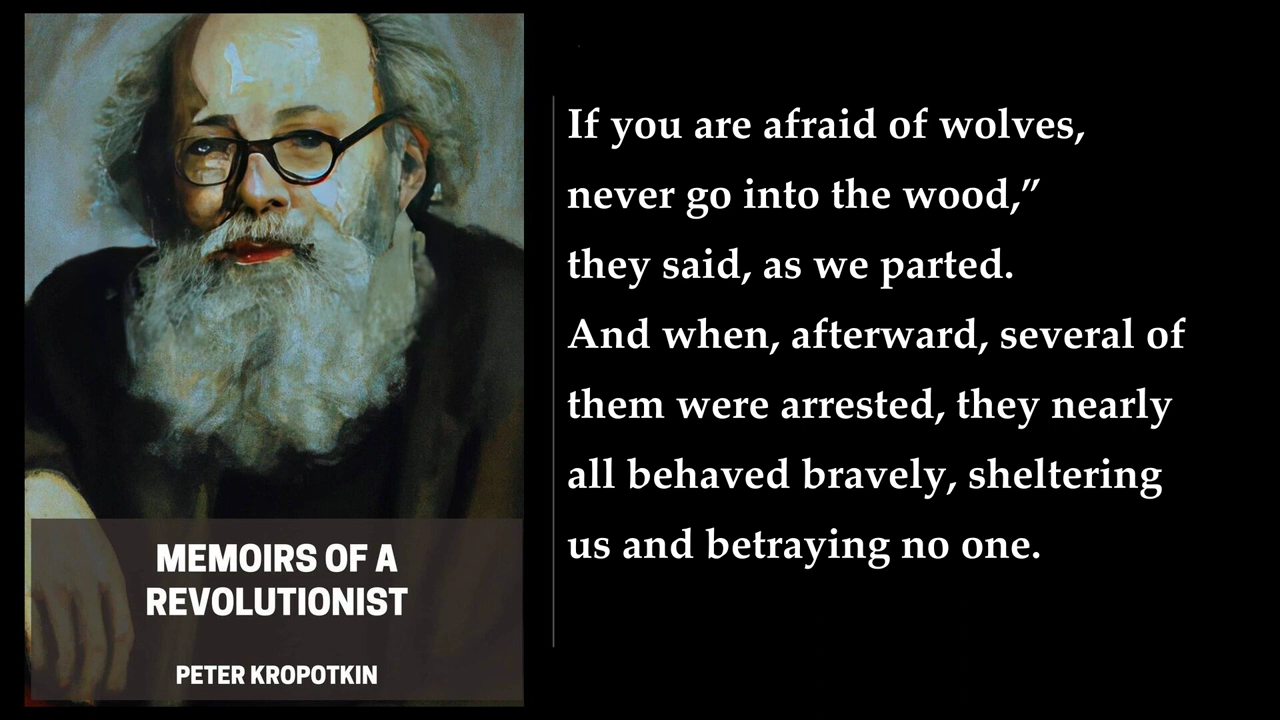 MEMOIRS OF A
REVOLUTIONIST
PETER KROPOTKIN
If you are afraid of wolves,
never go into the wood,”
they said, as we parted.
And when, afterward, several of
them were arrested, they nearly
all behaved bravely, sheltering
us and betraying no one.